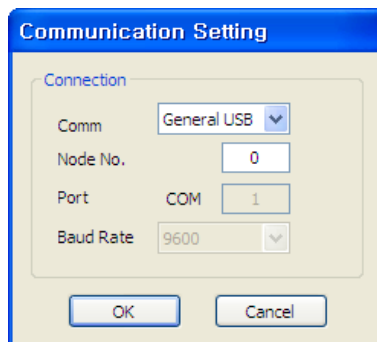 Communication Setting
Connection
Comm General USB
Node No. 0
Port COM 1
Baud Rate 9600
OK Cancel